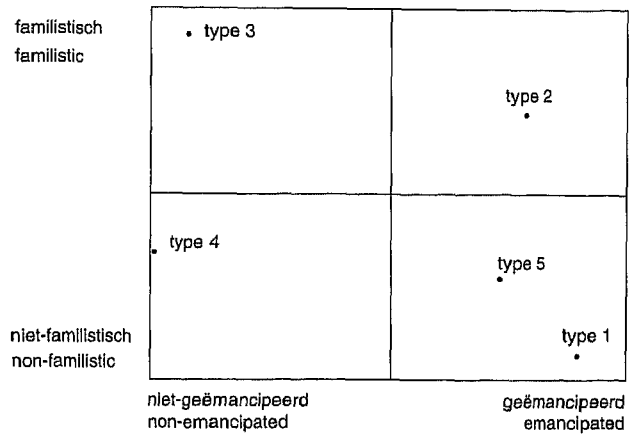 familistisch
familistic
type 3
type 2
type 4
type 5
type 1
niet-familistisch
non-familistic
niet-geëmancipeerd
non-emancipated
geëmancipeerd
emancipated